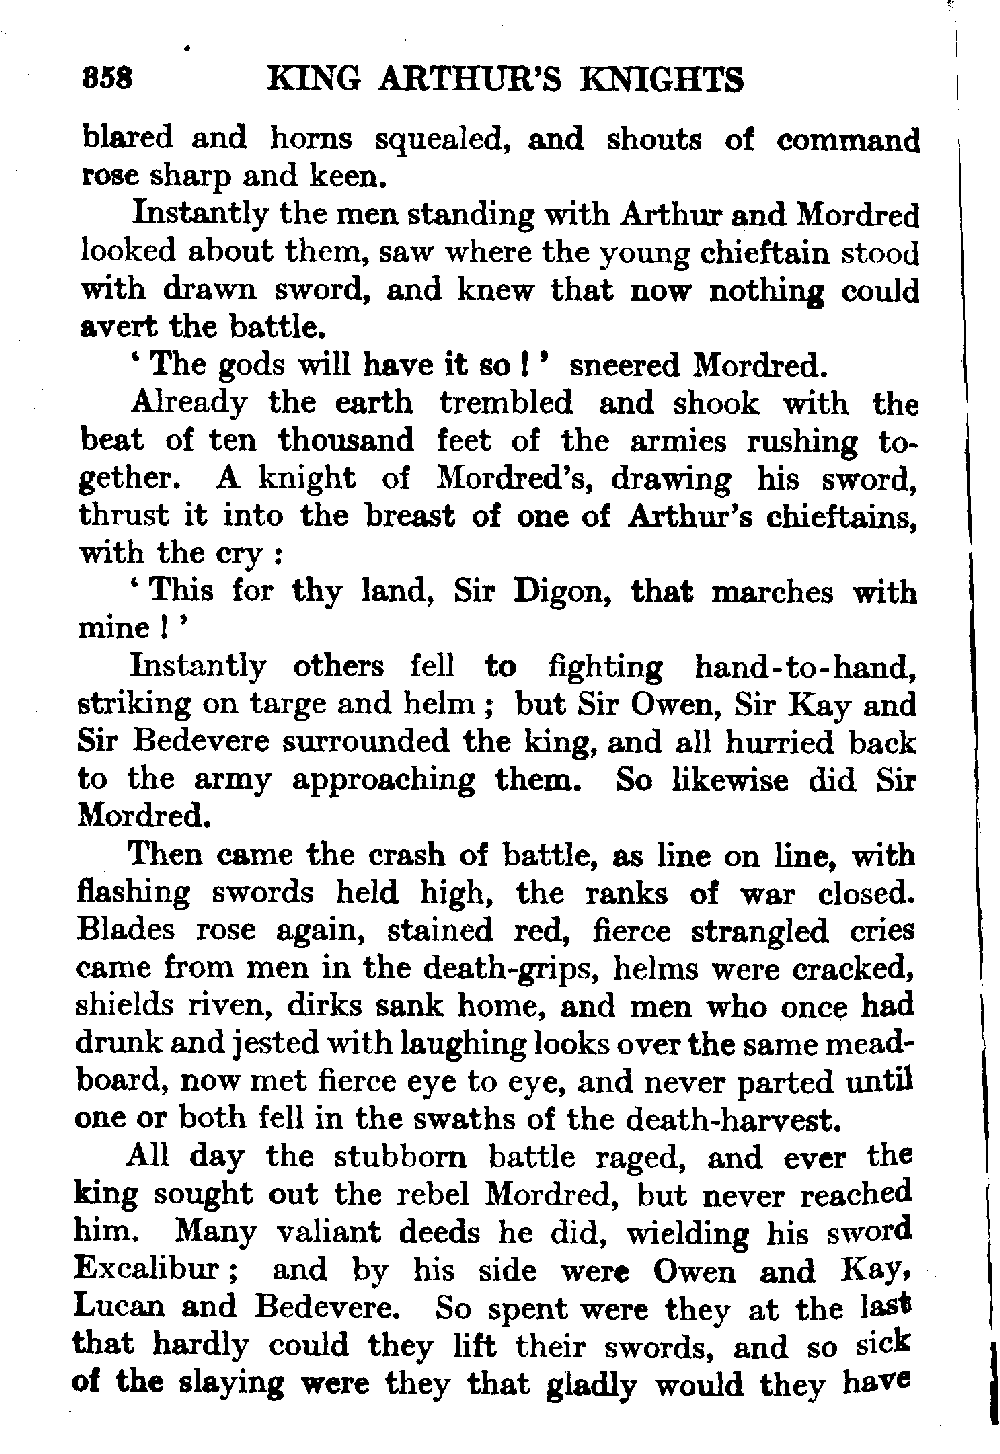 358 KING ARTHUR'S KNIGHTS
blared and horns squealed, and shouts of command
rose sharp and keen.
Instantly the men standing with Arthur and Mordred
looked about them, saw where the young chieftain stood
with drawn sword, and knew that now nothing could
avert the battle.
‘ The gods will have it so ! ’ sneered Mordred.
Already the earth trembled and shook with the
beat of ten thousand feet of the armies rushing to-
gether. A knight of Mordred's, drawing his sword,
thrust it into the breast of one of Arthur's chieftains,
with the cry :
‘ This for thy land, Sir Digon, that marches with
mine ! ’
Instantly others fell to fighting hand-to-hand,
striking on targe and helm ; but Sir Owen, Sir Kay and
Sir Bedevere surrounded the king, and all hurried back
to the army approaching them. So likewise did Sir
Mordred.
Then came the crash of battle, as line on line, with
flashing swords held high, the ranks of war closed.
Blades rose again, stained red, fierce strangled cries
came from men in the death-grips, helms were cracked,
shields riven, dirks sank home, and men who once had
drunk and jested with laughing looks over the same mead-
board, now met fierce eye to eye, and never parted until
one or both fell in the swaths of the death-harvest.
All day the stubborn battle raged, and ever the
king sought out the rebel Mordred, but never reached
him. Many valiant deeds he did, wielding his sword
Excalibur ; and by his side were Owen and Kay,
Lucan and Bedevere. So spent were they at the last
that hardly could they lift their swords, and so sick
of the slaying were they that gladly would they have